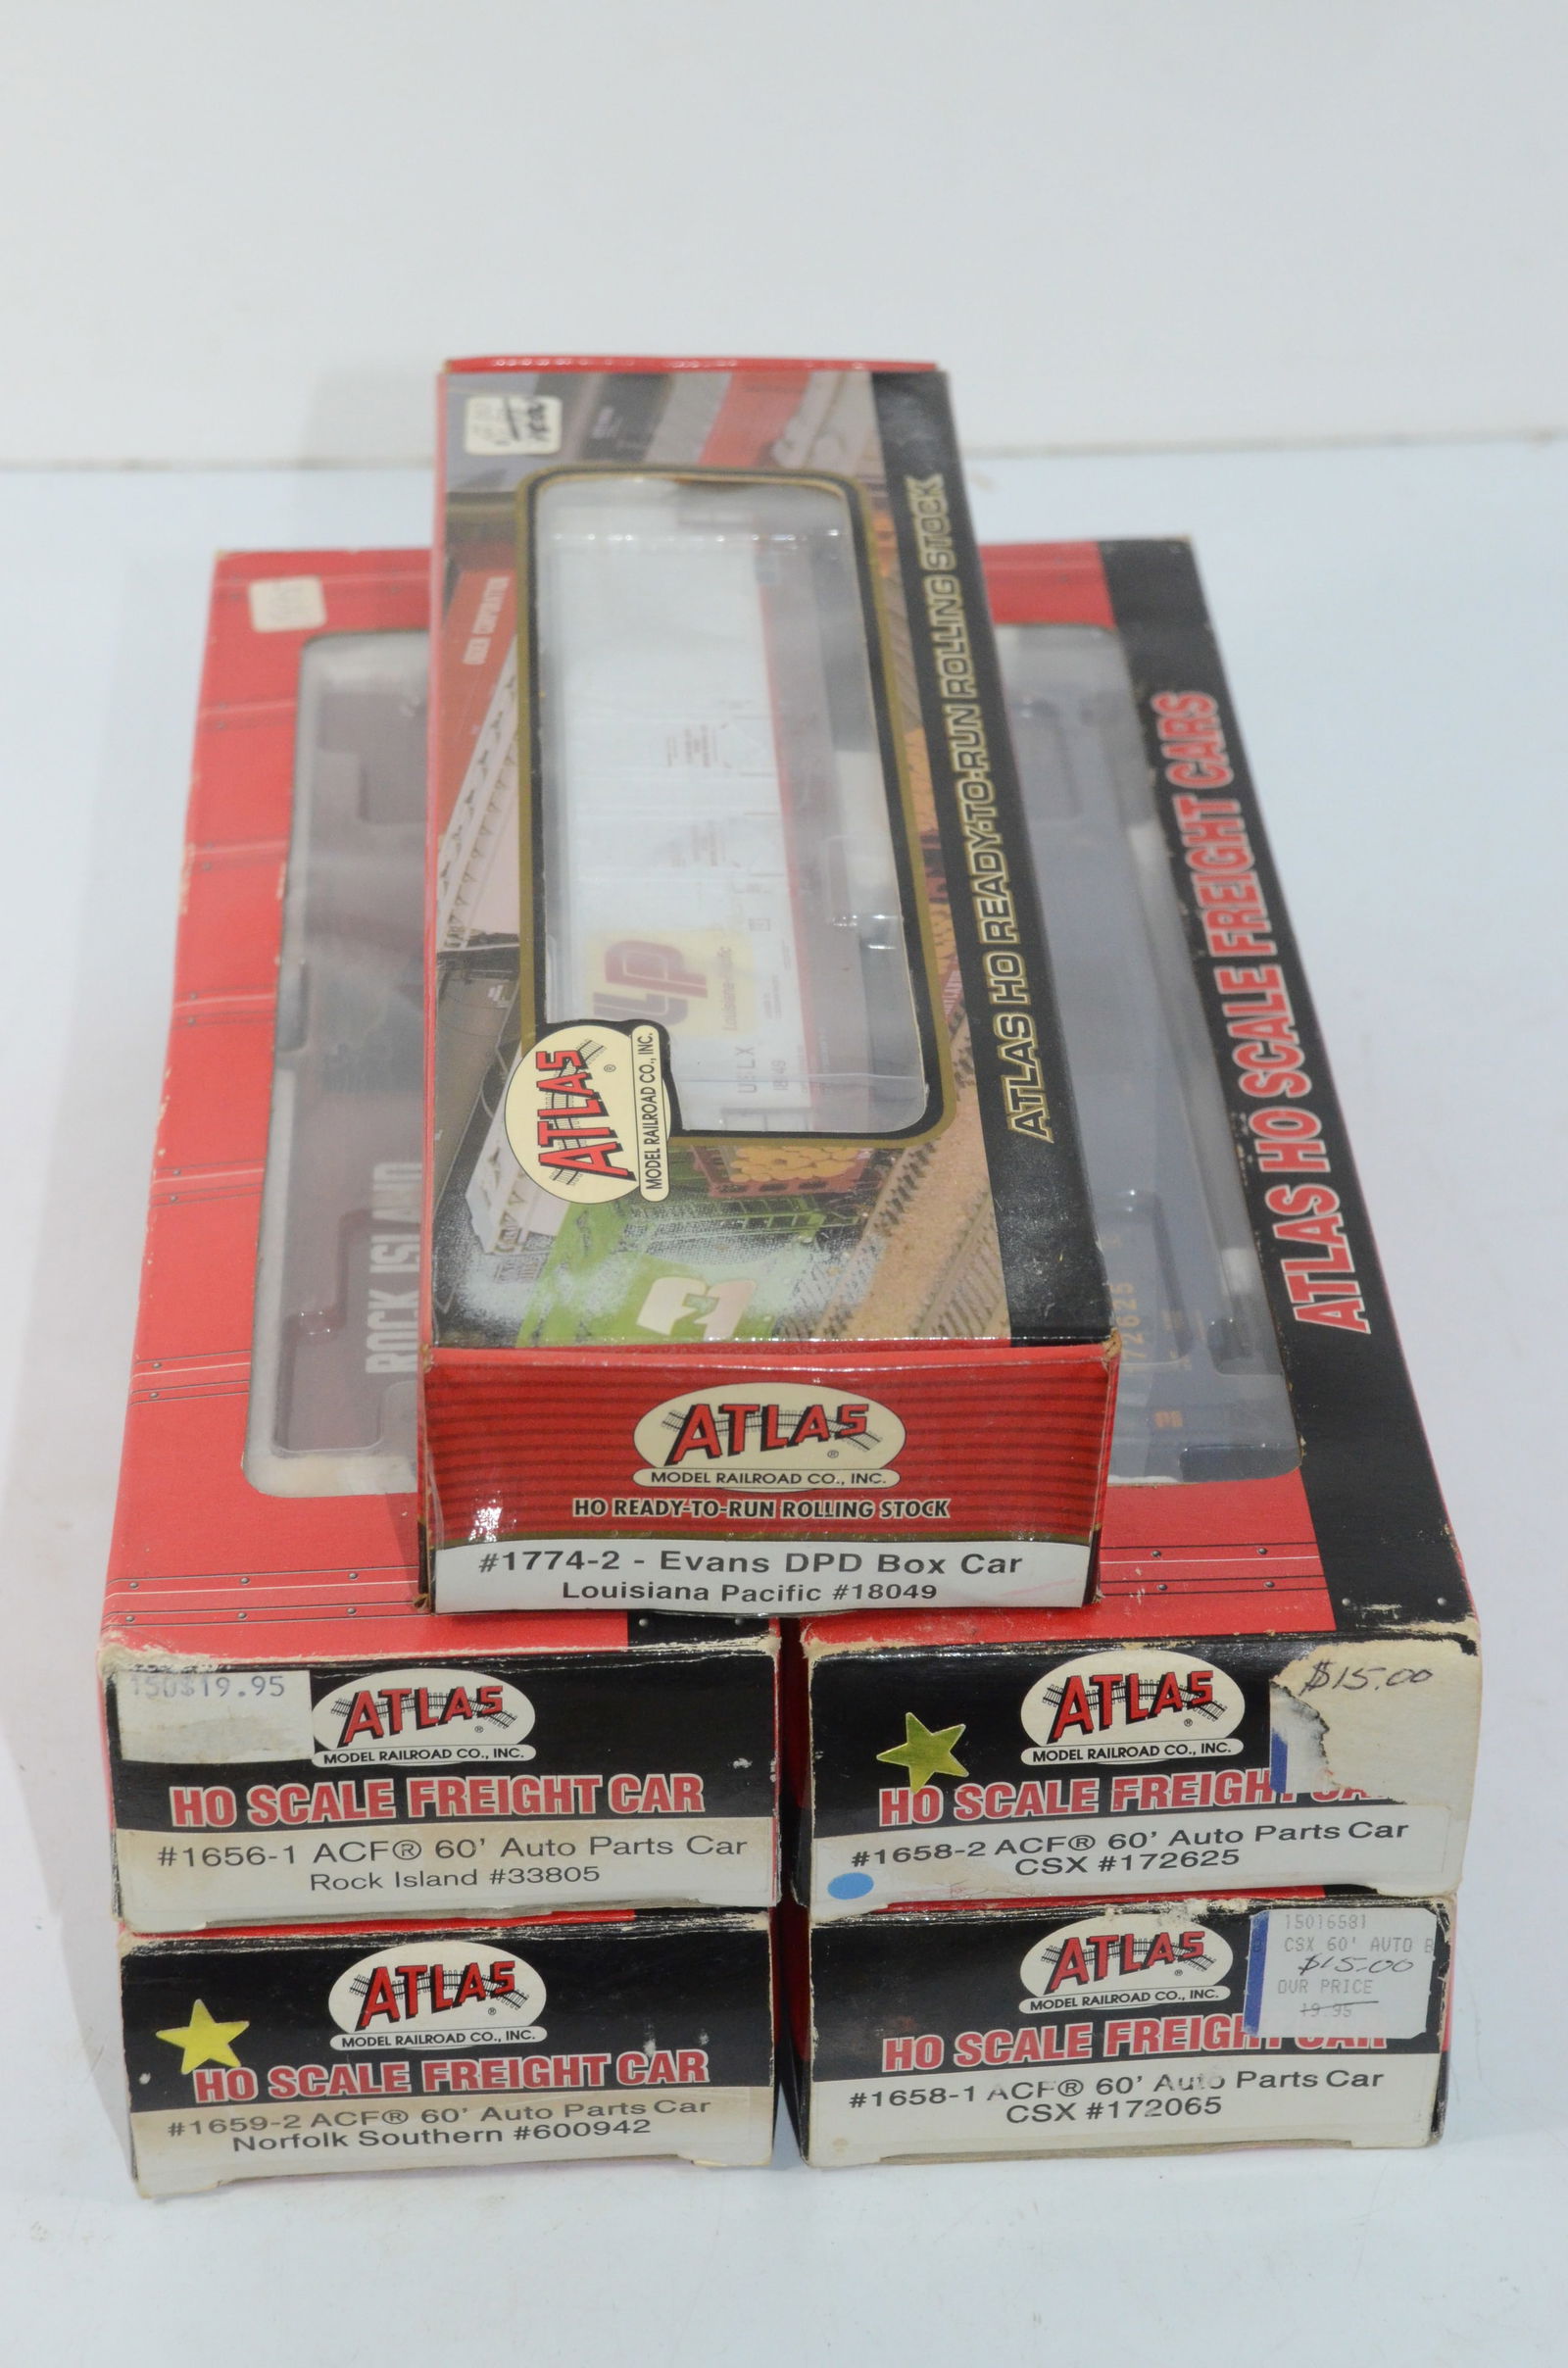 ATLAS HO READY-TO-RUN ROLLING STOCK
ATLAS HO SCALE FREIGHT CARS
LP
USLX
ATLAS®
MODEL RAILROAD CO., INC.
ROCK ISLAND
172625
ATLAS®
MODEL RAILROAD CO., INC.
HO READY-TO-RUN ROLLING STOCK
#1774-2 - Evans DPD Box Car
Louisiana Pacific #18049
150$19.95
ATLAS®
MODEL RAILROAD CO., INC.
HO SCALE FREIGHT CAR
#1656-1 ACF® 60' Auto Parts Car
Rock Island #33805
$15.00
ATLAS®
MODEL RAILROAD CO., INC.
HO SCALE FREIGHT CAR
#1658-2 ACF® 60' Auto Parts Car
CSX #172625
ATLAS®
MODEL RAILROAD CO., INC.
HO SCALE FREIGHT CAR
#1659-2 ACF® 60' Auto Parts Car
Norfolk Southern #600942
15016581
CSX 60' AUTO B
$15.00
OUR PRICE
19.95
ATLAS®
MODEL RAILROAD CO., INC.
HO SCALE FREIGHT CAR
#1658-1 ACF® 60' Auto Parts Car
CSX #172065